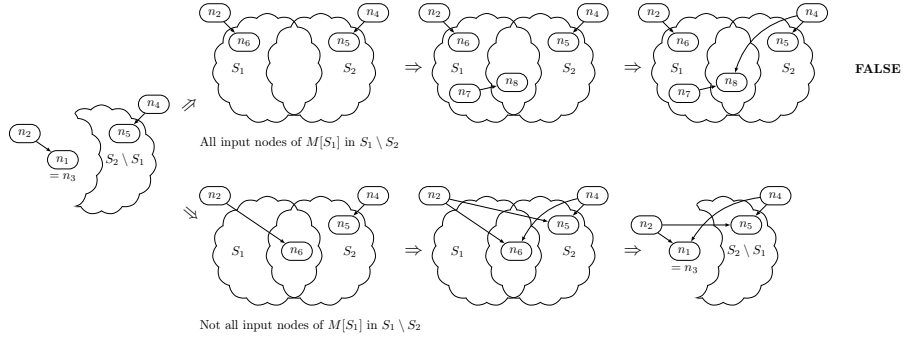 n₂ n₄ n₂ n₄ n₂ n₄
n₆ n₅ n₆ n₅ n₆ n₅
S₁ S₂ ⇒ S₁ n₈ S₂ ⇒ S₁ n₈ S₂ FALSE
n₇ n₇
n₄ ⇗
n₂ n₅
n₁ S₂ \ S₁
= n₃
All input nodes of M[S₁] in S₁ \ S₂
n₂ n₄ n₂ n₄ n₄
⇘ n₅ n₅ n₂ n₅
S₁ n₆ S₂ ⇒ S₁ n₆ S₂ ⇒ n₁ S₂ \ S₁
= n₃
Not all input nodes of M[S₁] in S₁ \ S₂